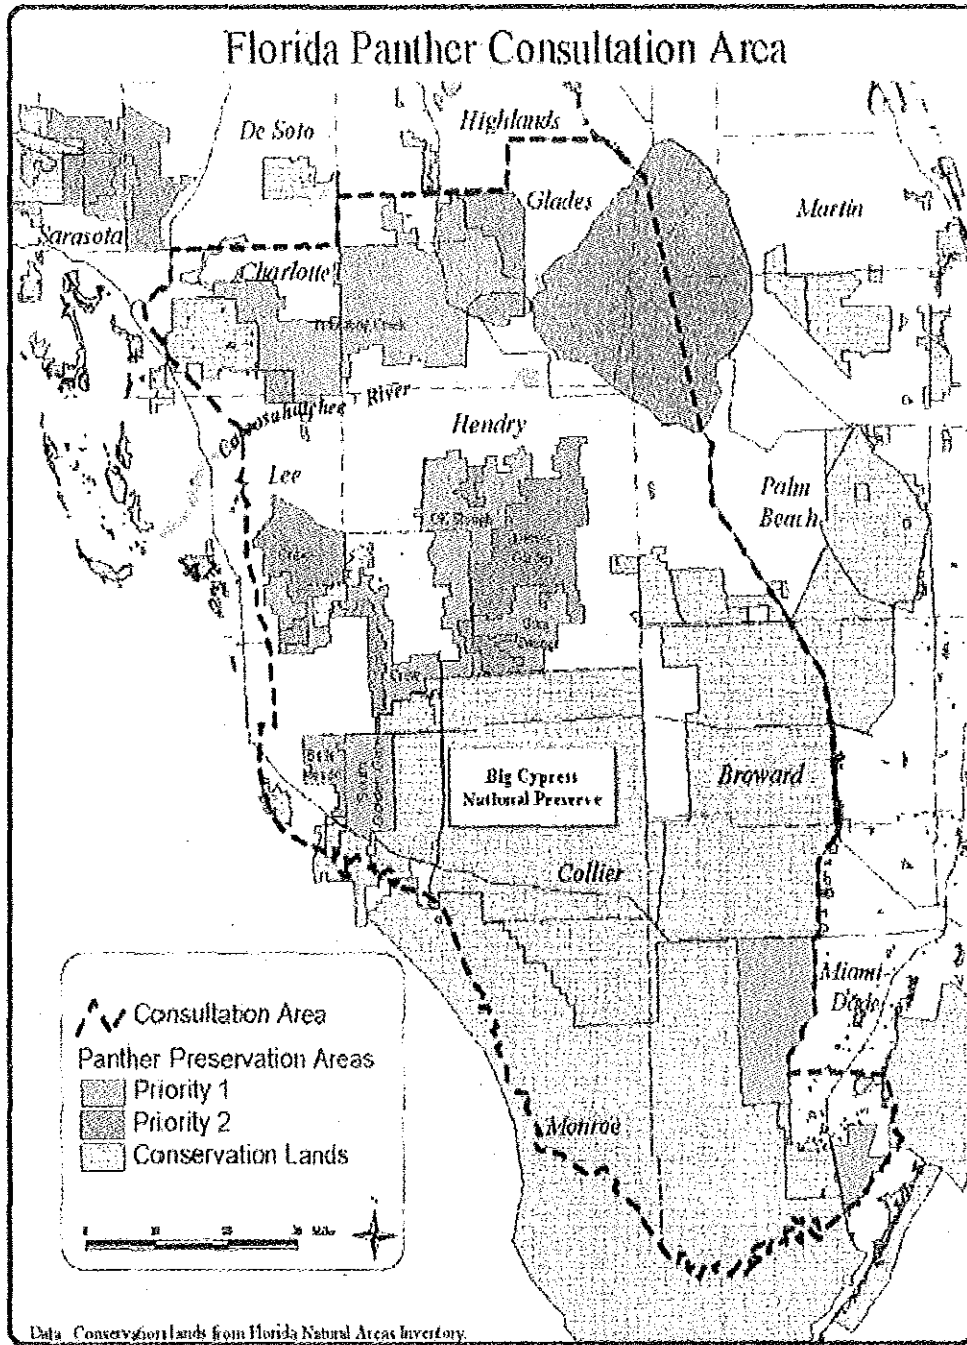 Florida Panther Consultation Area
De Soto
Highlands
Glades
Martin
Sarasota
Charlotte
Creek
Caloosahatchee River
Hendry
Lee
Palm
Beach
Big Cypress
National Preserve
Broward
Collier
Miami
Dade
Monroe
Consultation Area
Panther Preservation Areas
Priority 1
Priority 2
Conservation Lands
Data: Conservation lands from Florida Natural Areas Inventory.